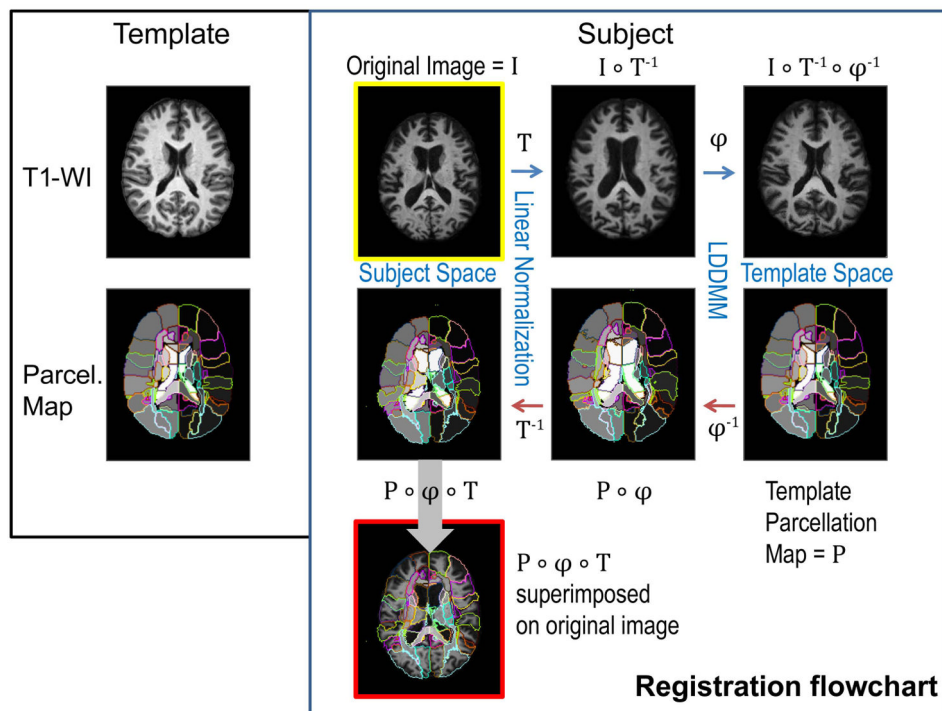 Template
Subject
Original Image = I
I ∘ T⁻¹
I ∘ T⁻¹ ∘ φ⁻¹
T1-WI
T
φ
Linear Normalization
LDDMM
Subject Space
Template Space
Parcel.
Map
T⁻¹
φ⁻¹
P ∘ φ ∘ T
P ∘ φ
Template
Parcellation
Map = P
P ∘ φ ∘ T
superimposed
on original image
Registration flowchart